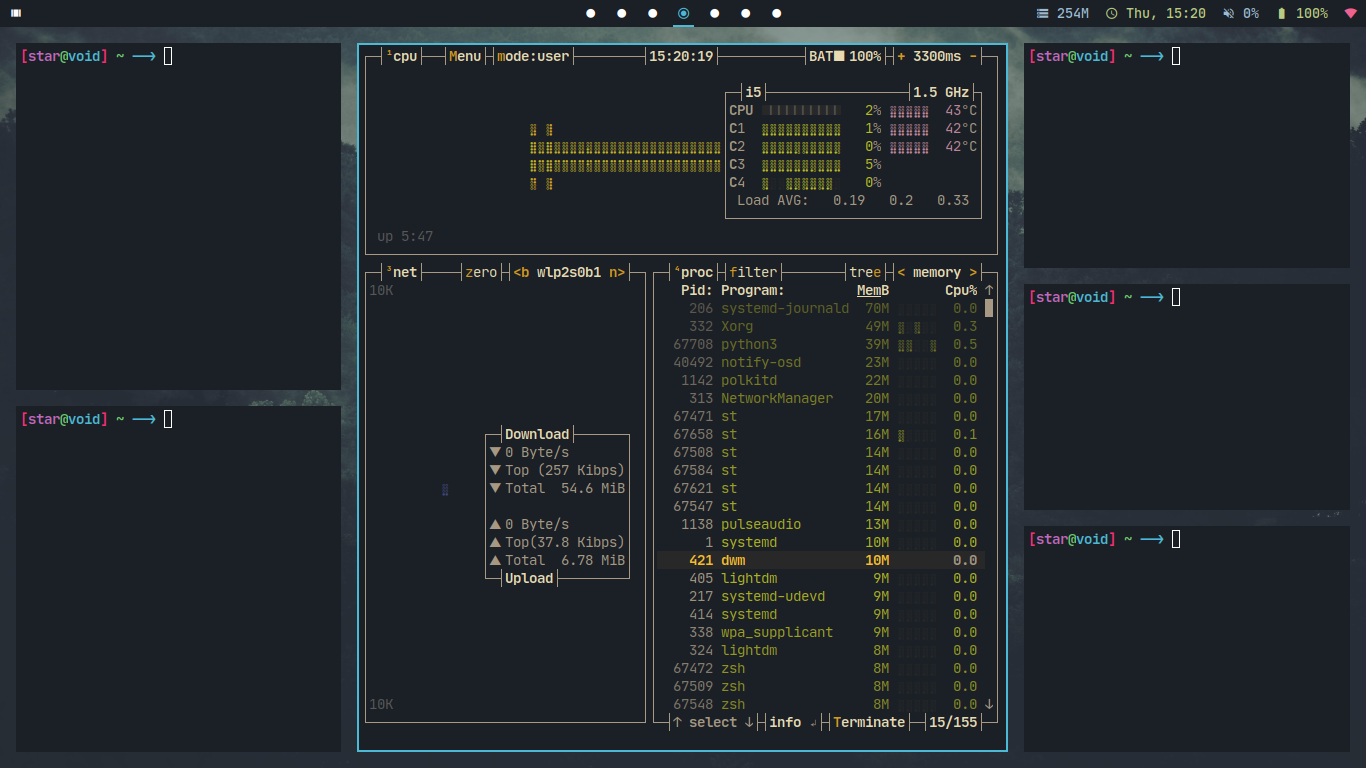 254M Thu, 15:20 0% 100%
[star@void] ~ ──>
[star@void] ~ ──>
¹cpu Menu mode:user 15:20:19 BAT■ 100% + 3300ms -
i5 1.5 GHz
CPU 2% 43°C
C1 1% 42°C
C2 0% 42°C
C3 5%
C4 0%
Load AVG: 0.19 0.2 0.33
up 5:47
³net zero <b wlp2s0b1 n>
10K
Download
▼ 0 Byte/s
▼ Top (257 Kibps)
▼ Total 54.6 MiB
▲ 0 Byte/s
▲ Top(37.8 Kibps)
▲ Total 6.78 MiB
Upload
10K
⁴proc filter tree < memory >
Pid: Program: MemB Cpu% ↑
206 systemd-journald 70M 0.0
332 Xorg 49M 0.3
67708 python3 39M 0.5
40492 notify-osd 23M 0.0
1142 polkitd 22M 0.0
313 NetworkManager 20M 0.0
67471 st 17M 0.0
67658 st 16M 0.1
67508 st 14M 0.0
67584 st 14M 0.0
67621 st 14M 0.0
67547 st 14M 0.0
1138 pulseaudio 13M 0.0
1 systemd 10M 0.0
421 dwm 10M 0.0
405 lightdm 9M 0.0
217 systemd-udevd 9M 0.0
414 systemd 9M 0.0
338 wpa_supplicant 9M 0.0
324 lightdm 8M 0.0
67472 zsh 8M 0.0
67509 zsh 8M 0.0
67548 zsh 8M 0.0 ↓
↑ select ↓ info ↲ Terminate 15/155
[star@void] ~ ──>
[star@void] ~ ──>
[star@void] ~ ──>